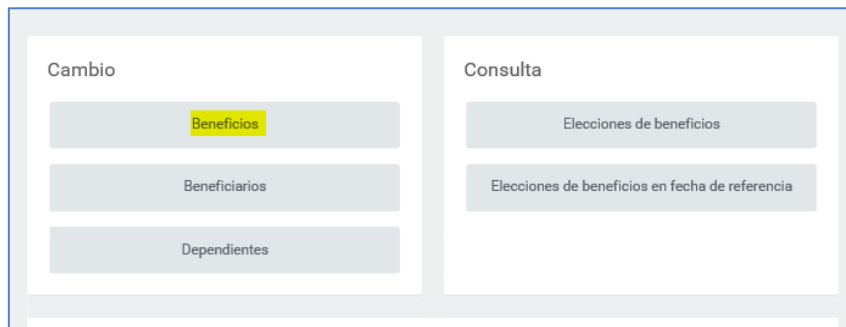 Cambio
Beneficios
Beneficiarios
Dependientes
Consulta
Elecciones de beneficios
Elecciones de beneficios en fecha de referencia